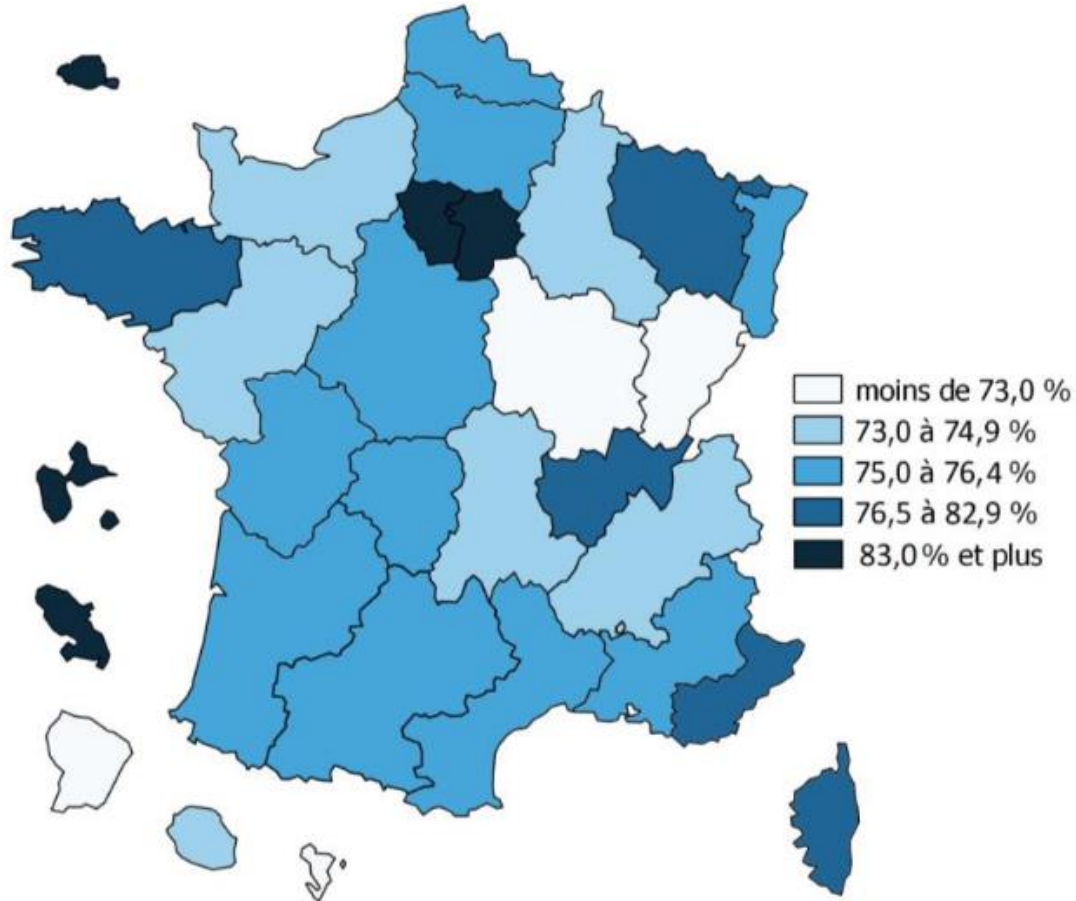 moins de 73,0 %
73,0 à 74,9 %
75,0 à 76,4 %
76,5 à 82,9 %
83,0 % et plus